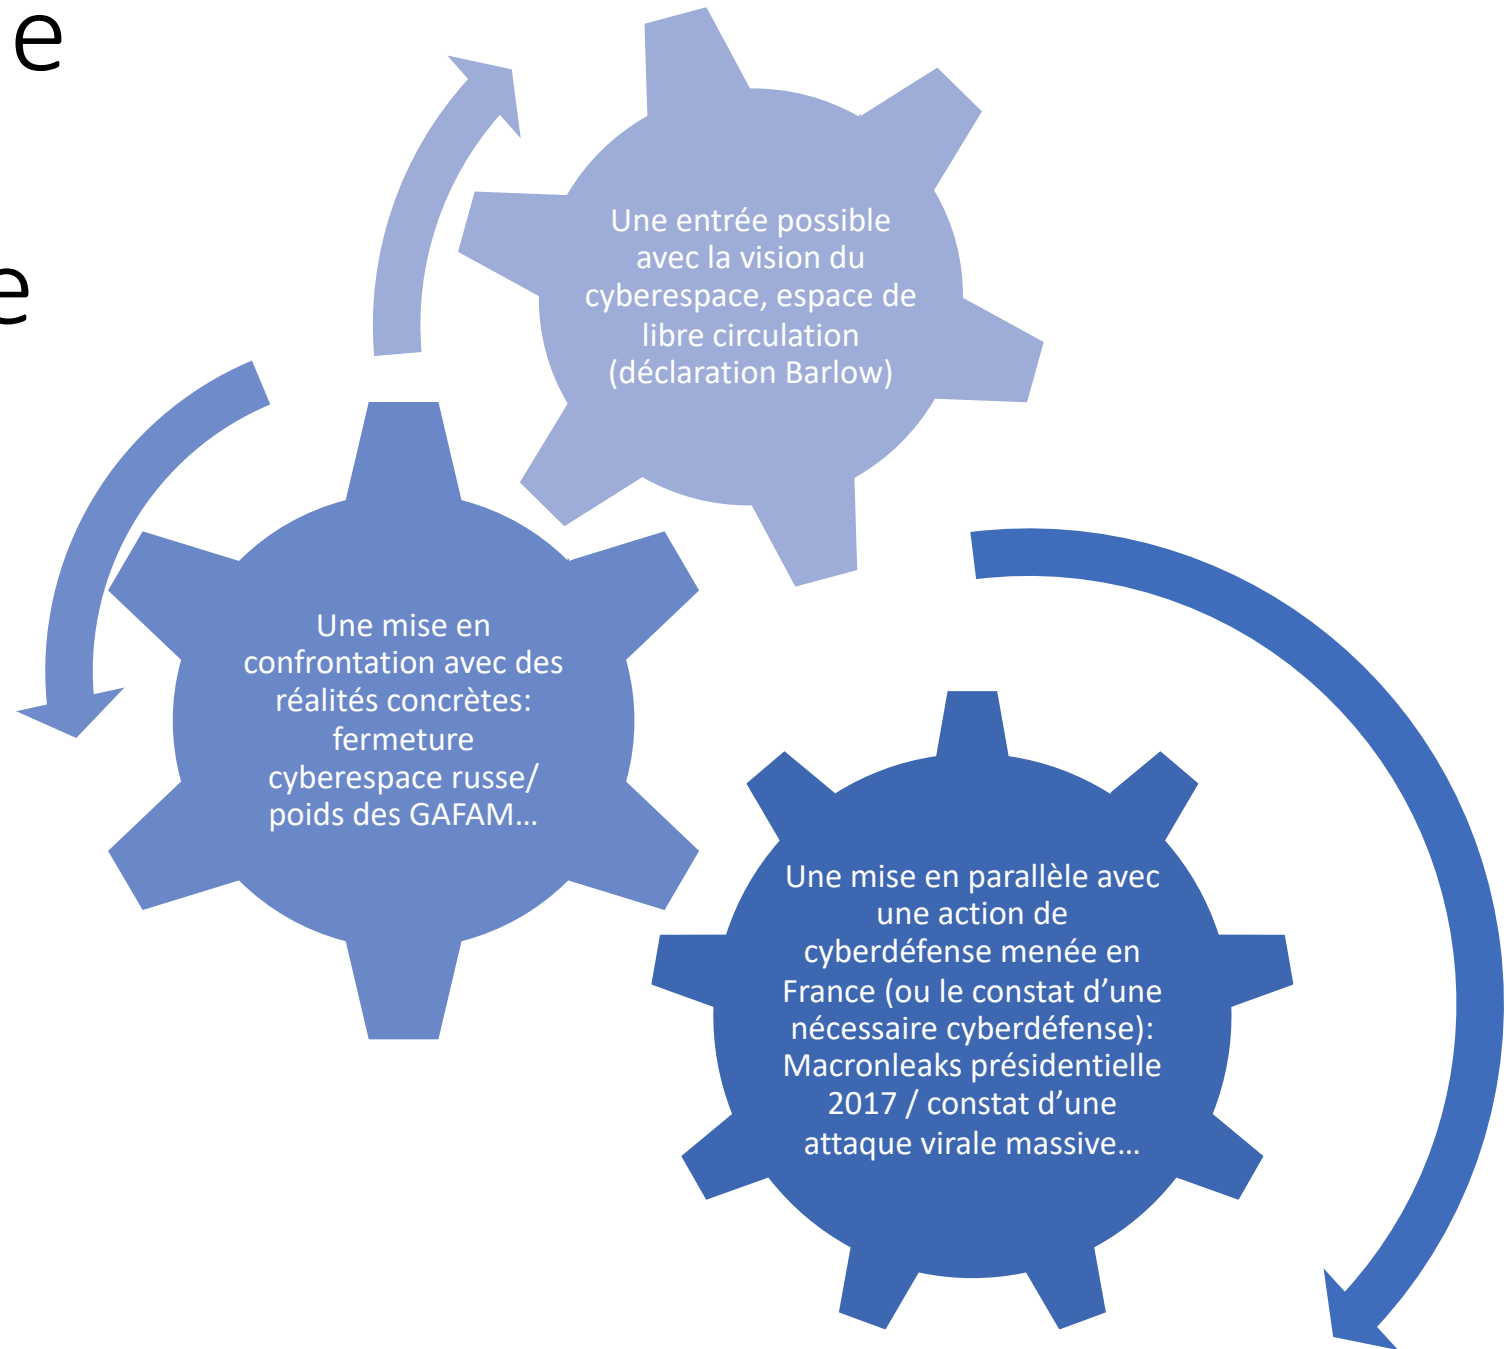 e
e
Une entrée possible
avec la vision du
cyberespace, espace de
libre circulation
(déclaration Barlow)
Une mise en
confrontation avec des
réalités concrètes:
fermeture
cyberespace russe/
poids des GAFAM…
Une mise en parallèle avec
une action de
cyberdéfense menée en
France (ou le constat d’une
nécessaire cyberdéfense):
Macronleaks présidentielle
2017 / constat d’une
attaque virale massive…